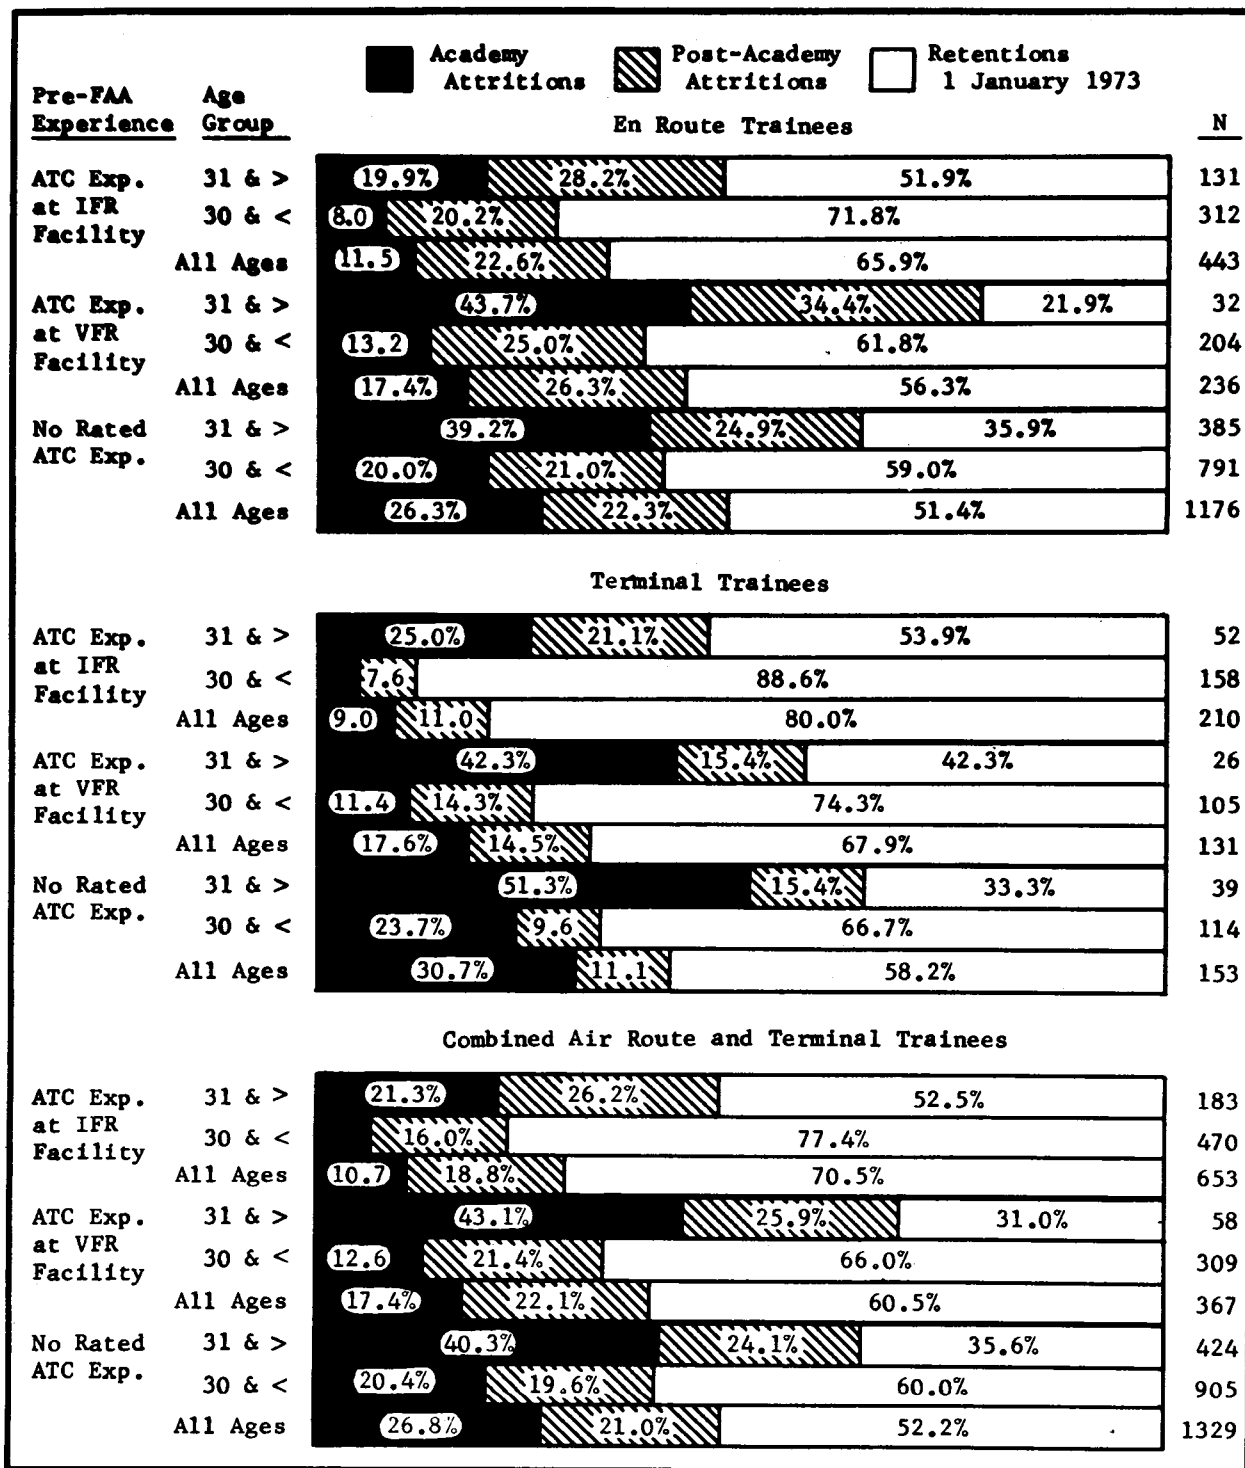 Academy Attritions Post-Academy Attritions Retentions 1 January 1973
Pre-FAA Experience Age Group En Route Trainees N
ATC Exp. at IFR Facility
31 & > 19.9% 28.2% 51.9% 131
30 & < 8.0 20.2% 71.8% 312
All Ages 11.5 22.6% 65.9% 443
ATC Exp. at VFR Facility
31 & > 43.7% 34.4% 21.9% 32
30 & < 13.2 25.0% 61.8% 204
All Ages 17.4% 26.3% 56.3% 236
No Rated ATC Exp.
31 & > 39.2% 24.9% 35.9% 385
30 & < 20.0% 21.0% 59.0% 791
All Ages 26.3% 22.3% 51.4% 1176
Terminal Trainees
ATC Exp. at IFR Facility
31 & > 25.0% 21.1% 53.9% 52
30 & < 7.6 88.6% 158
All Ages 9.0 11.0 80.0% 210
ATC Exp. at VFR Facility
31 & > 42.3% 15.4% 42.3% 26
30 & < 11.4 14.3% 74.3% 105
All Ages 17.6% 14.5% 67.9% 131
No Rated ATC Exp.
31 & > 51.3% 15.4% 33.3% 39
30 & < 23.7% 9.6 66.7% 114
All Ages 30.7% 11.1 58.2% 153
Combined Air Route and Terminal Trainees
ATC Exp. at IFR Facility
31 & > 21.3% 26.2% 52.5% 183
30 & < 16.0% 77.4% 470
All Ages 10.7 18.8% 70.5% 653
ATC Exp. at VFR Facility
31 & > 43.1% 25.9% 31.0% 58
30 & < 12.6 21.4% 66.0% 309
All Ages 17.4% 22.1% 60.5% 367
No Rated ATC Exp.
31 & > 40.3% 24.1% 35.6% 424
30 & < 20.4% 19.6% 60.0% 905
All Ages 26.8% 21.0% 52.2% 1329